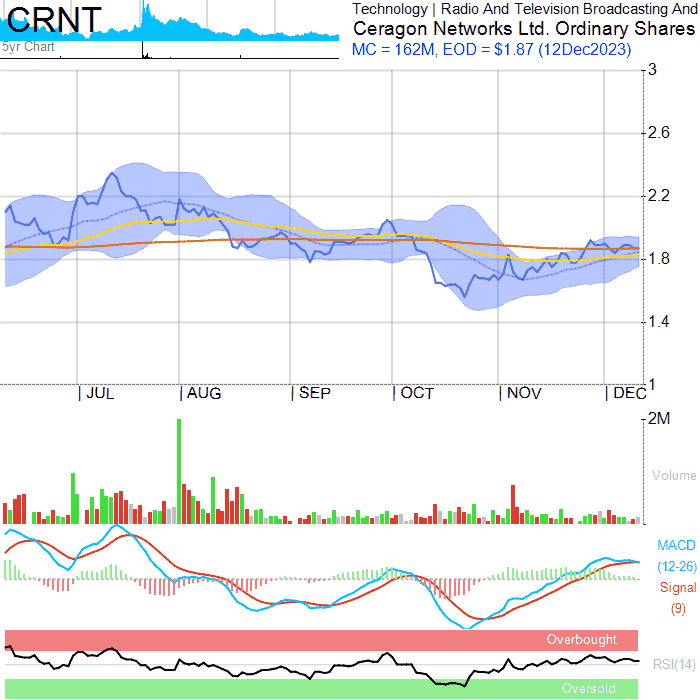 CRNT
5yr Chart
Technology | Radio And Television Broadcasting And
Ceragon Networks Ltd. Ordinary Shares
MC = 162M, EOD = $1.87 (12Dec2023)
3
2.6
2.2
1.8
1.4
1
JUL AUG SEP OCT NOV DEC
2M
Volume
MACD
(12-26)
Signal
(9)
Overbought
RSI(14)
Oversold